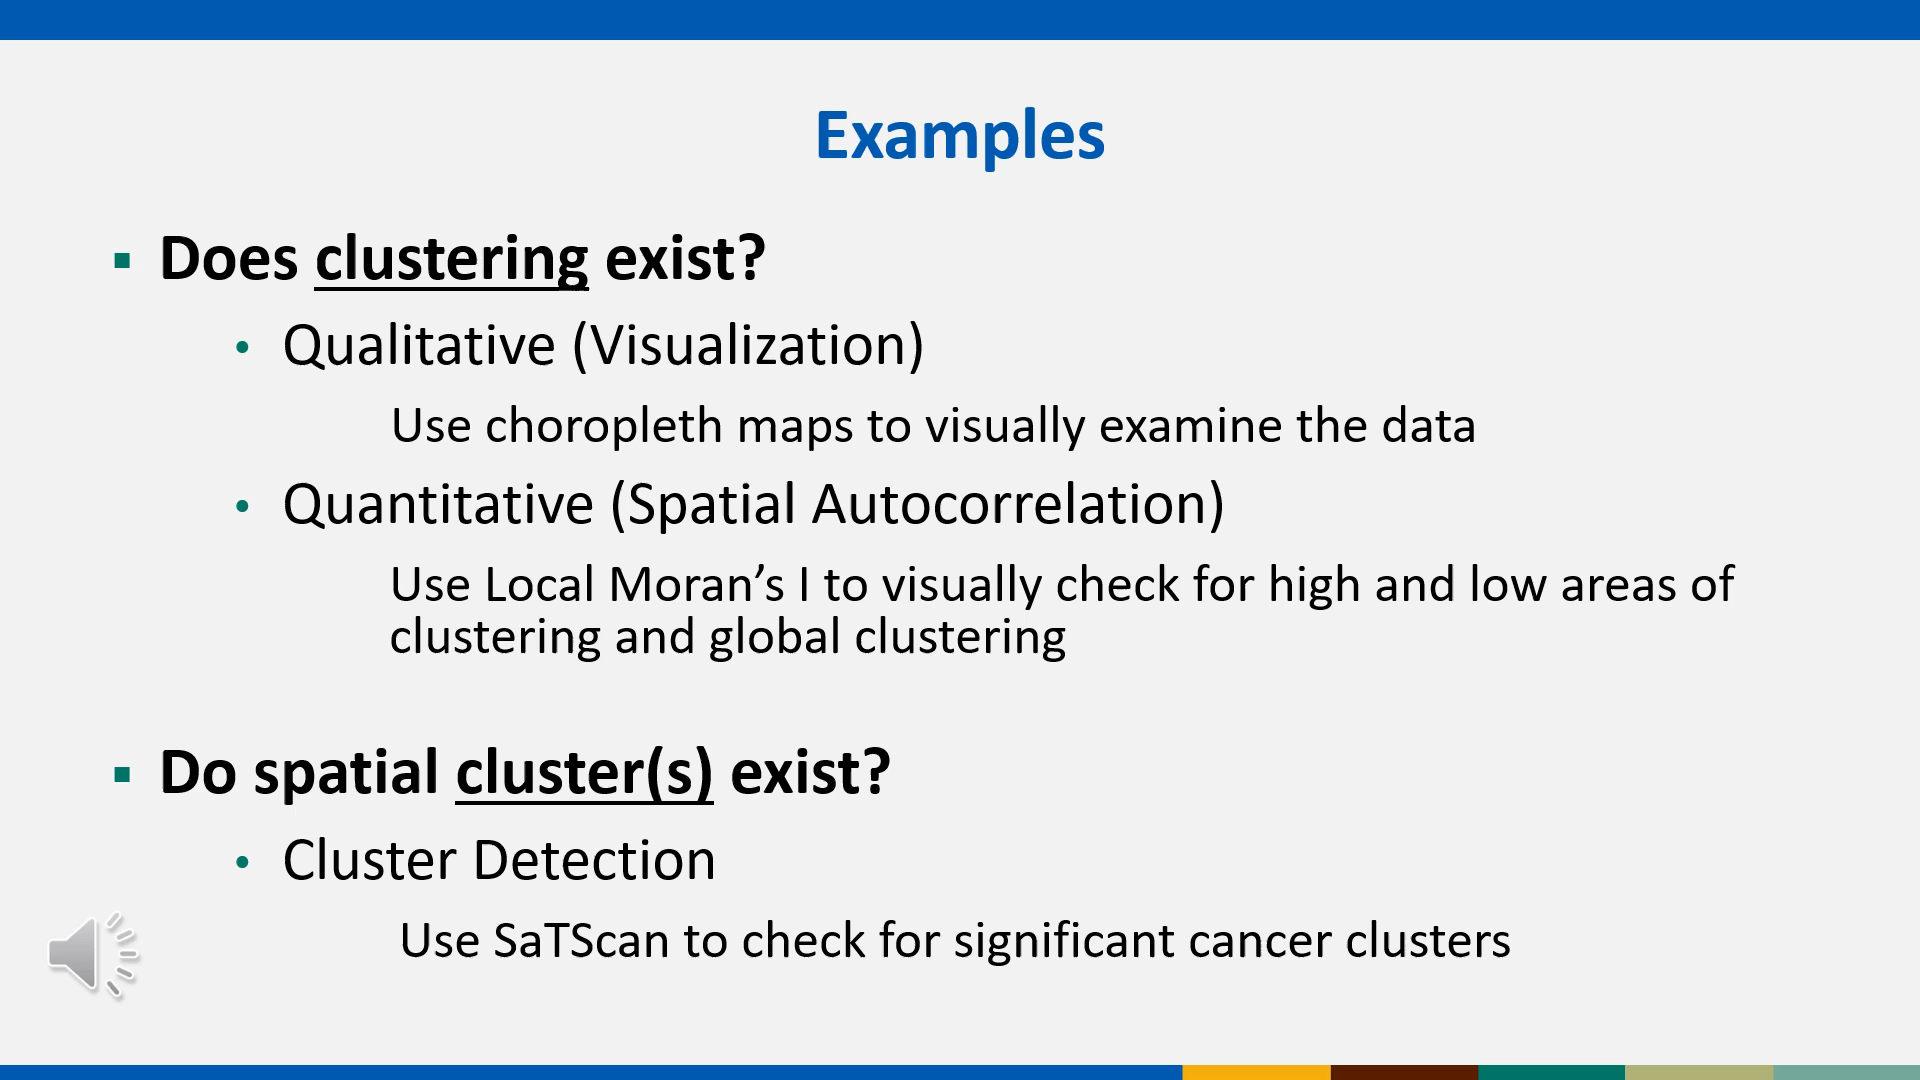 Examples
▪ Does clustering exist?
• Qualitative (Visualization)
Use choropleth maps to visually examine the data
• Quantitative (Spatial Autocorrelation)
Use Local Moran’s I to visually check for high and low areas of
clustering and global clustering
▪ Do spatial cluster(s) exist?
• Cluster Detection
Use SaTScan to check for significant cancer clusters